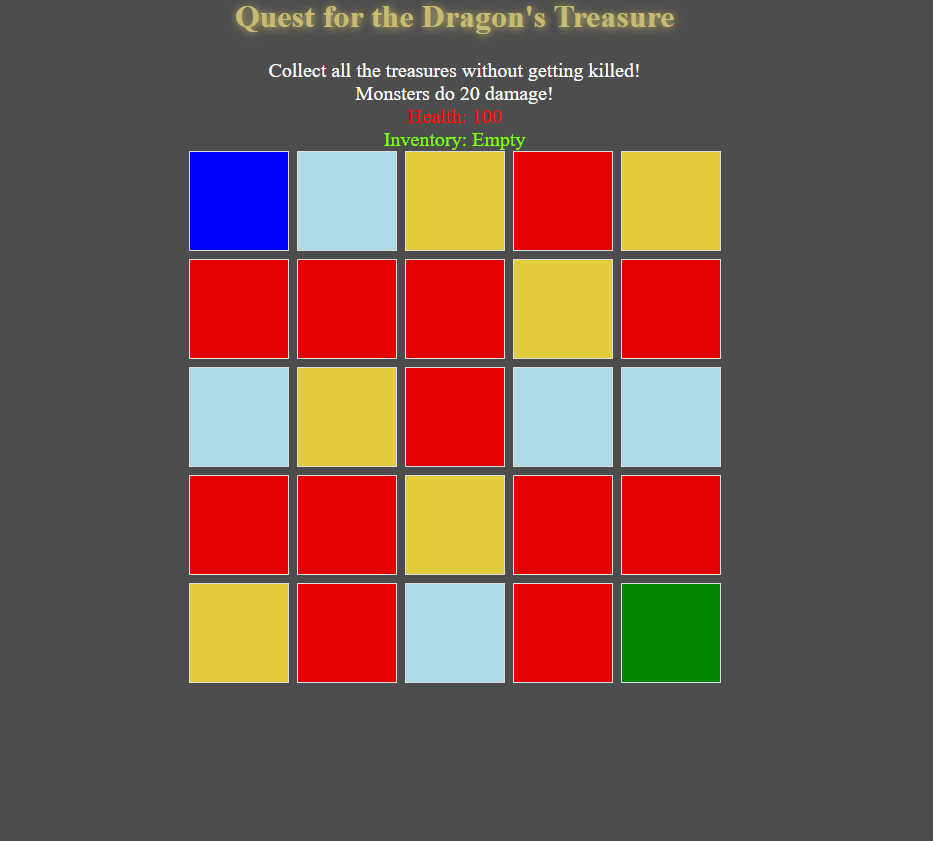 Quest for the Dragon's Treasure
Collect all the treasures without getting killed!
Monsters do 20 damage!
Health: 100
Inventory: Empty